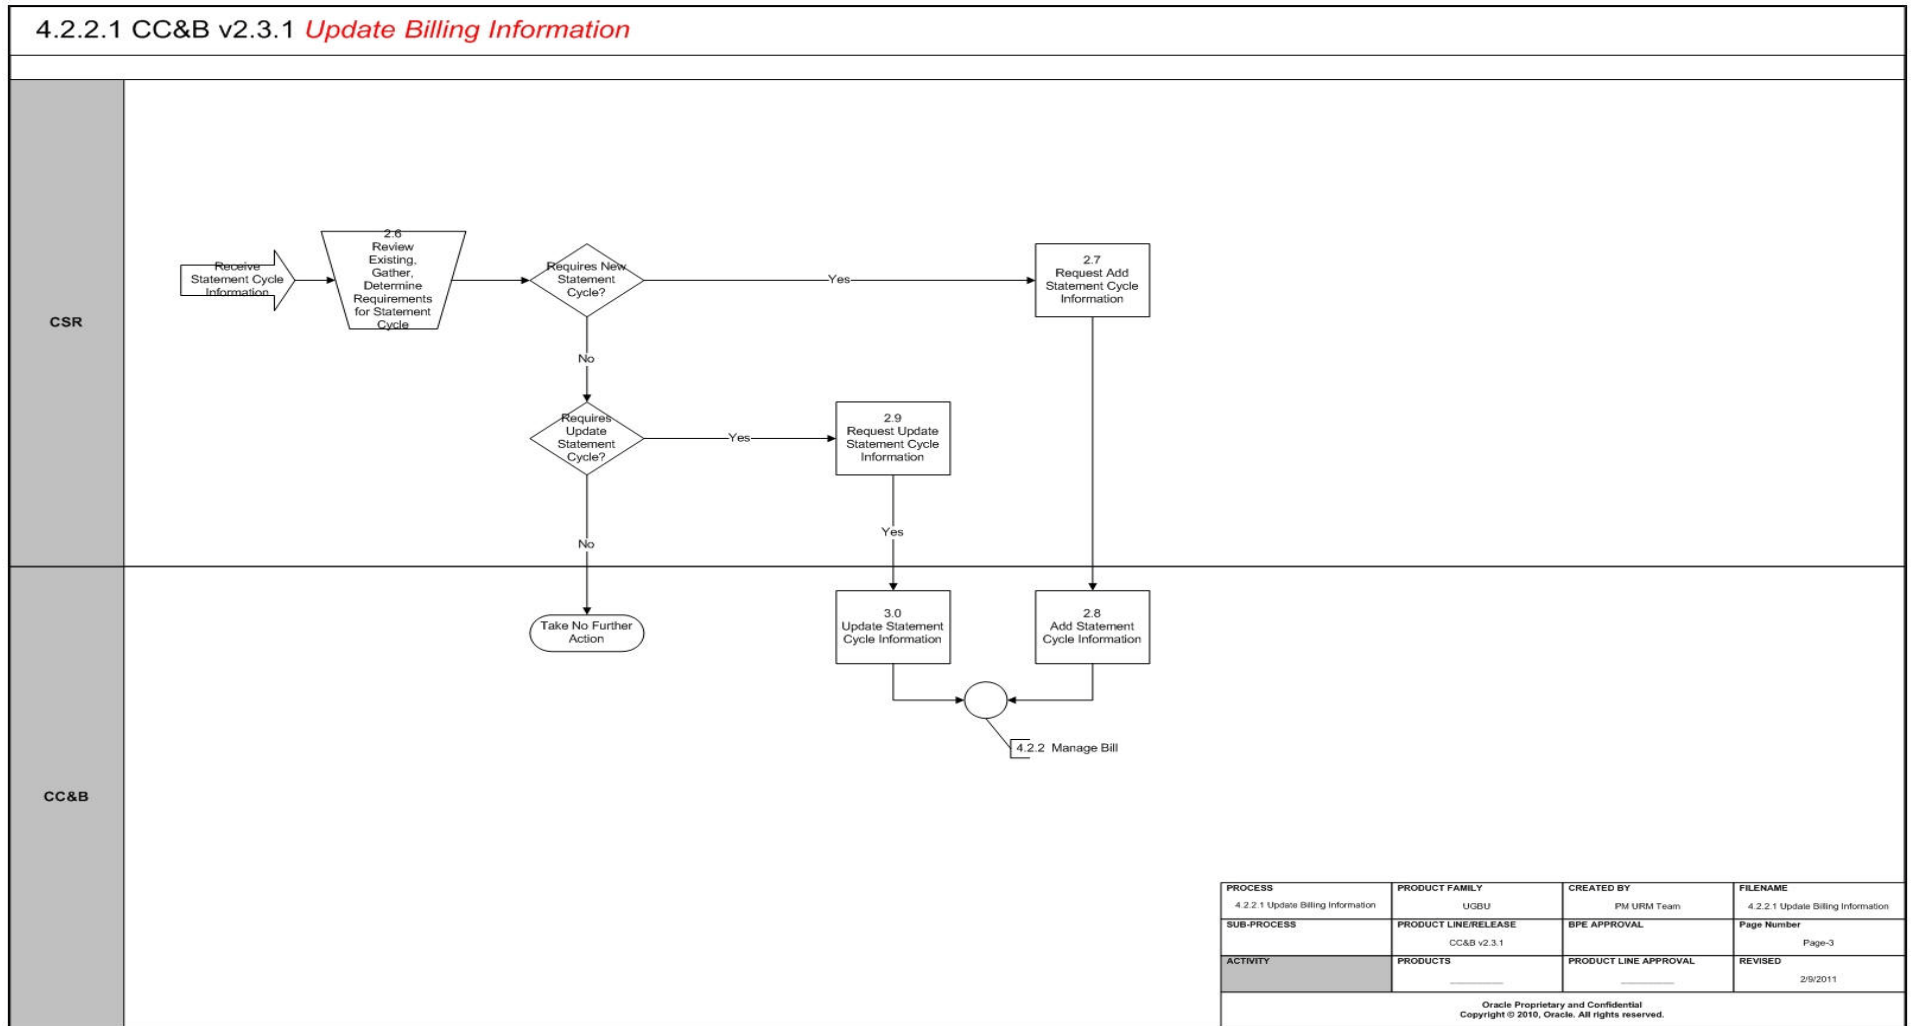 4.2.2.1 CC&B v2.3.1 Update Billing Information
CSR
Receive
Statement Cycle
Information
2.6
Review
Existing,
Gather,
Determine
Requirements
for Statement
Cycle
Requires New
Statement
Cycle?
Yes
2.7
Request Add
Statement Cycle
Information
No
Requires
Update
Statement
Cycle?
Yes
2.9
Request Update
Statement Cycle
Information
Yes
No
CC&B
Take No Further
Action
3.0
Update Statement
Cycle Information
2.8
Add Statement
Cycle Information
4.2.2 Manage Bill
PROCESS
4.2.2.1 Update Billing Information
PRODUCT FAMILY
UGBU
CREATED BY
PM URM Team
FILENAME
4.2.2.1 Update Billing Information
SUB-PROCESS
PRODUCT LINE/RELEASE
CC&B v2.3.1
BPE APPROVAL
Page Number
Page-3
ACTIVITY
PRODUCTS
PRODUCT LINE APPROVAL
REVISED
2/9/2011
Oracle Proprietary and Confidential
Copyright © 2010, Oracle. All rights reserved.